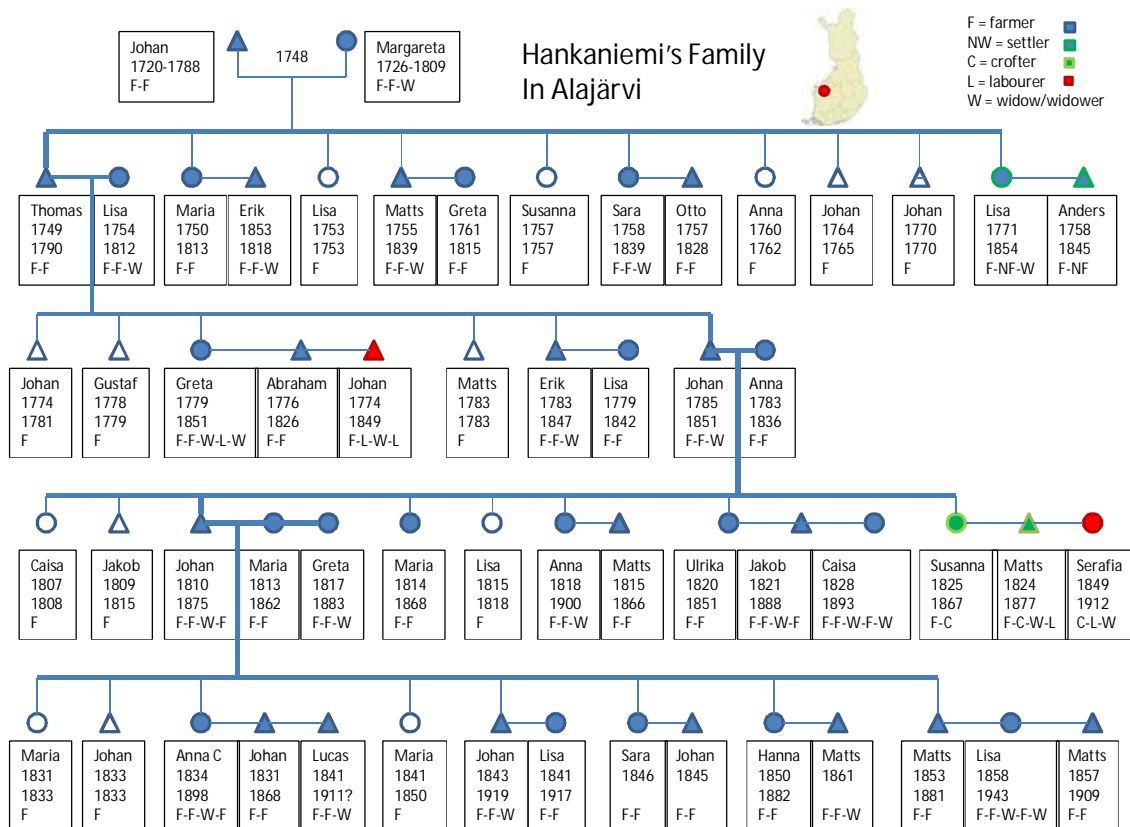 Johan
1720-1788
F-F
1748
Margareta
1726-1809
F-F-W
Hankaniemi's Family
In Alajärvi
F = farmer
NW = settler
C = crofter
L = labourer
W = widow/widower
Thomas
1749
1790
F-F
Lisa
1754
1812
F-F-W
Maria
1750
1813
F-F
Erik
1853
1818
F-F-W
Lisa
1753
1753
F
Matts
1755
1839
F-F-W
Greta
1761
1815
F-F
Susanna
1757
1757
F
Sara
1758
1839
F-F-W
Otto
1757
1828
F-F
Anna
1760
1762
F
Johan
1764
1765
F
Johan
1770
1770
F
Lisa
1771
1854
F-NF-W
Anders
1758
1845
F-NF
Johan
1774
1781
F
Gustaf
1778
1779
F
Greta
1779
1851
F-F-W-L-W
Abraham
1776
1826
F-F
Johan
1774
1849
F-L-W-L
Matts
1783
1783
F
Erik
1783
1847
F-F-W
Lisa
1779
1842
F-F
Johan
1785
1851
F-F-W
Anna
1783
1836
F-F
Caisa
1807
1808
F
Jakob
1809
1815
F
Johan
1810
1875
F-F-W-F
Maria
1813
1862
F-F
Greta
1817
1883
F-F-W
Maria
1814
1868
F-F
Lisa
1815
1818
F
Anna
1818
1900
F-F-W
Matts
1815
1866
F-F
Ulrika
1820
1851
F-F
Jakob
1821
1888
F-F-W-F
Caisa
1828
1893
F-F-W-F-W
Susanna
1825
1867
F-C
Matts
1824
1877
F-C-W-L
Serafia
1849
1912
C-L-W
Maria
1831
1833
F
Johan
1833
1833
F
Anna C
1834
1898
F-F-W-F
Johan
1831
1868
F-F
Lucas
1841
1911?
F-F-W
Maria
1841
1850
F
Johan
1843
1919
F-F-W
Lisa
1841
1917
F-F
Sara
1846
F-F
Johan
1845
F-F
Hanna
1850
1882
F-F
Matts
1861
F-F-W
Matts
1853
1881
F-F
Lisa
1858
1943
F-F-W-F-W
Matts
1857
1909
F-F